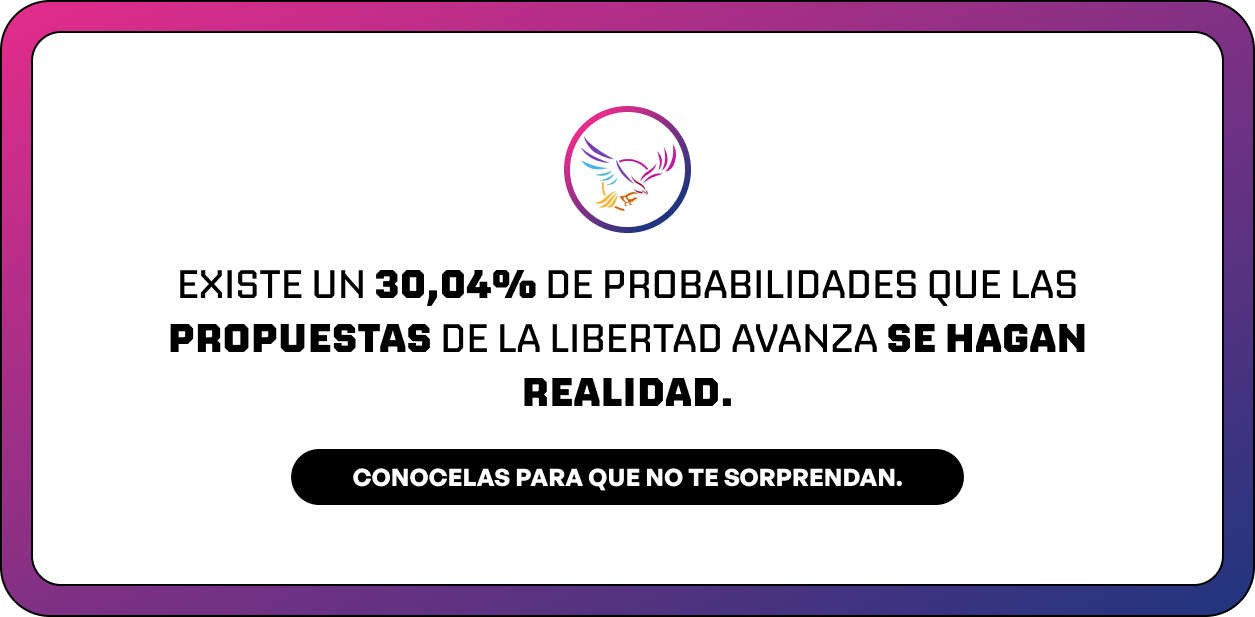 EXISTE UN 30,04% DE PROBABILIDADES QUE LAS
PROPUESTAS DE LA LIBERTAD AVANZA SE HAGAN
REALIDAD.
CONOCELAS PARA QUE NO TE SORPRENDAN.